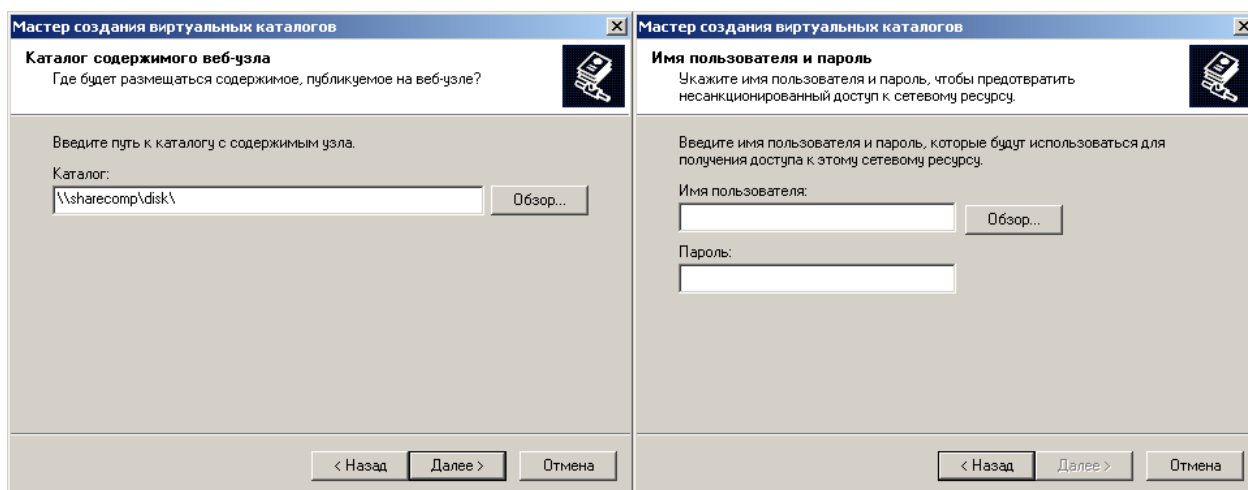 Мастер создания виртуальных каталогов
Каталог содержимого веб-узла
Где будет размещаться содержимое, публикуемое на веб-узле?
Введите путь к каталогу с содержимым узла.
Каталог:
\\sharecomp\disk\
Обзор...
< Назад
Далее >
Отмена
Мастер создания виртуальных каталогов
Имя пользователя и пароль
Укажите имя пользователя и пароль, чтобы предотвратить
несанкционированный доступ к сетевому ресурсу.
Введите имя пользователя и пароль, которые будут использоваться для
получения доступа к этому сетевому ресурсу.
Имя пользователя:
Обзор...
Пароль:
< Назад
Далее >
Отмена